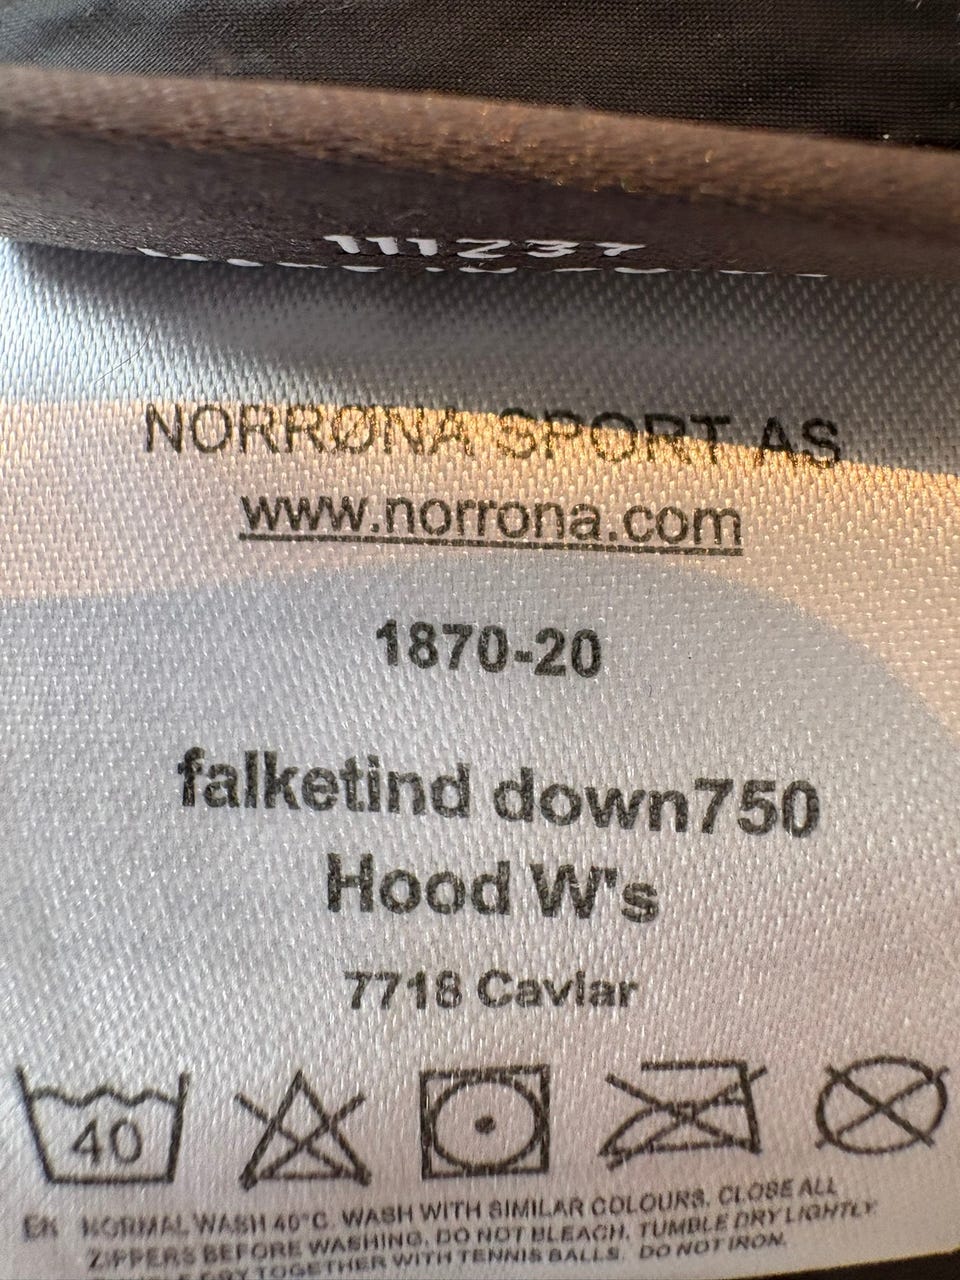 111237
NORRØNA SPORT AS
www.norrona.com
1870-20
falketind down750
Hood W's
7718 Caviar
40
EN NORMAL WASH 40°C. WASH WITH SIMILAR COLOURS. CLOSE ALL
ZIPPERS BEFORE WASHING. DO NOT BLEACH. TUMBLE DRY LIGHTLY.
DRY TOGETHER WITH TENNIS BALLS. DO NOT IRON.